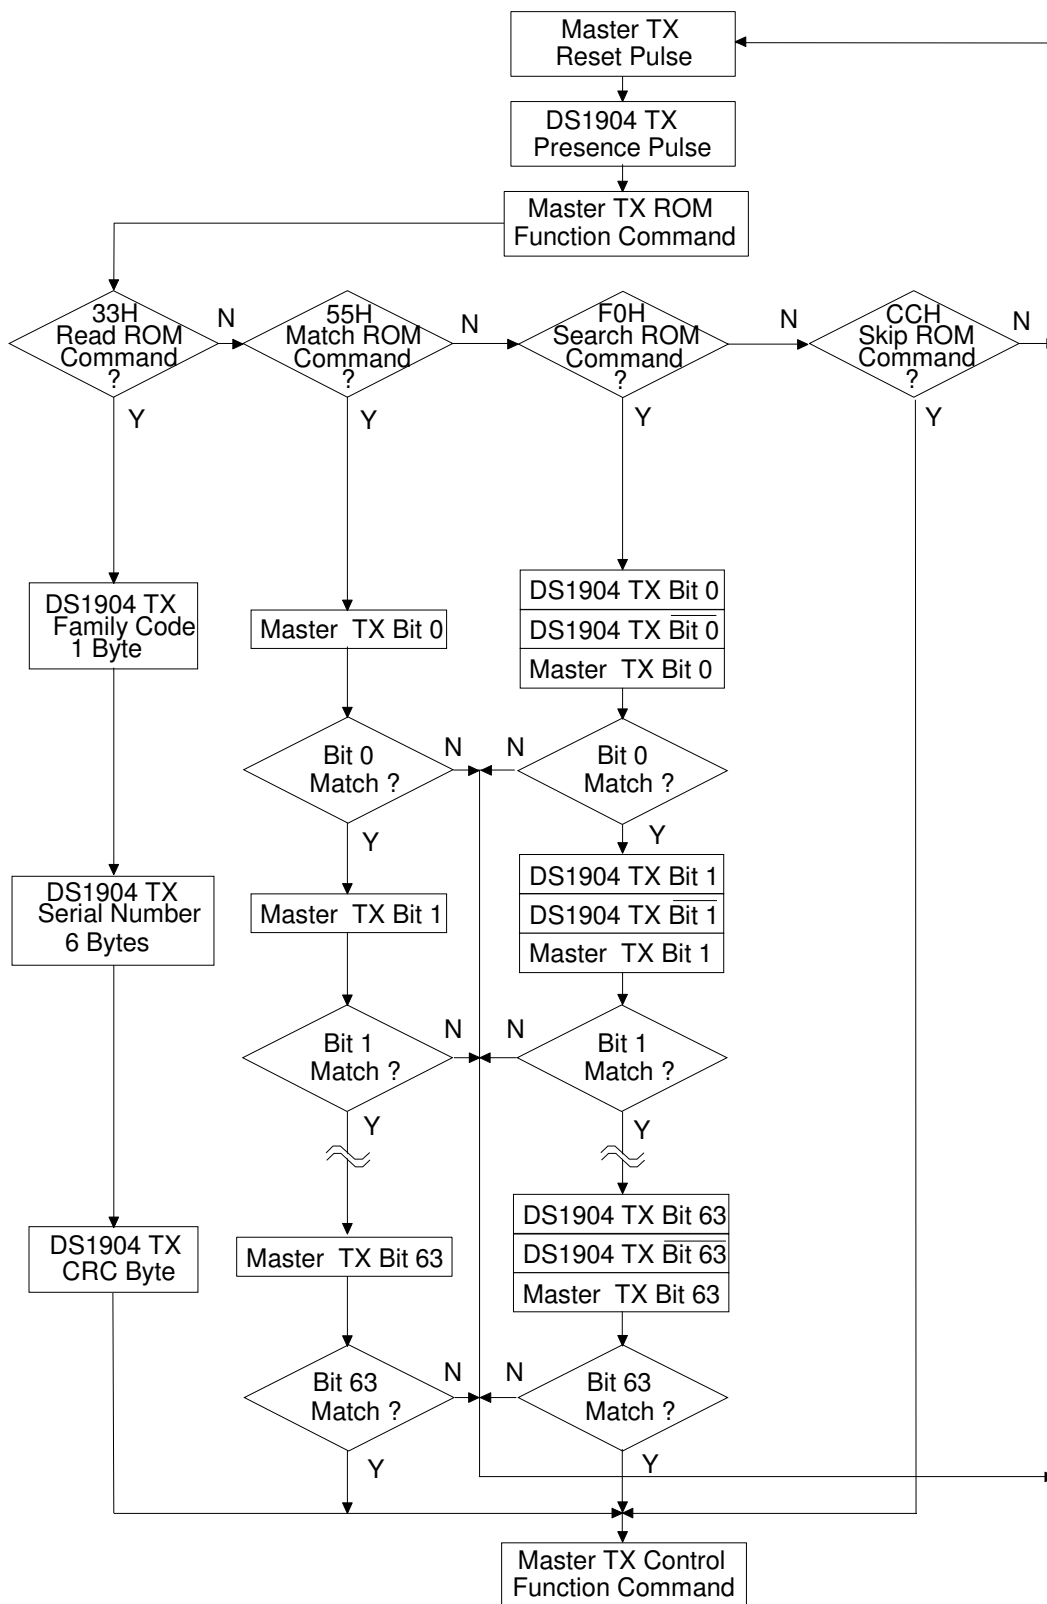 Master TX
Reset Pulse
DS1904 TX
Presence Pulse
Master TX ROM
Function Command
33H
Read ROM
Command
?
N
Y
55H
Match ROM
Command
?
N
Y
F0H
Search ROM
Command
?
N
Y
CCH
Skip ROM
Command
?
N
Y
DS1904 TX
Family Code
1 Byte
DS1904 TX
Serial Number
6 Bytes
DS1904 TX
CRC Byte
Master TX Bit 0
Bit 0
Match ?
N
Y
Master TX Bit 1
Bit 1
Match ?
N
Y
Master TX Bit 63
Bit 63
Match ?
N
Y
DS1904 TX Bit 0
DS1904 TX B̅i̅t̅ ̅0̅
Master TX Bit 0
Bit 0
Match ?
N
Y
DS1904 TX Bit 1
DS1904 TX B̅i̅t̅ ̅1̅
Master TX Bit 1
Bit 1
Match ?
N
Y
DS1904 TX Bit 63
DS1904 TX B̅i̅t̅ ̅6̅3̅
Master TX Bit 63
Bit 63
Match ?
N
Y
Master TX Control
Function Command